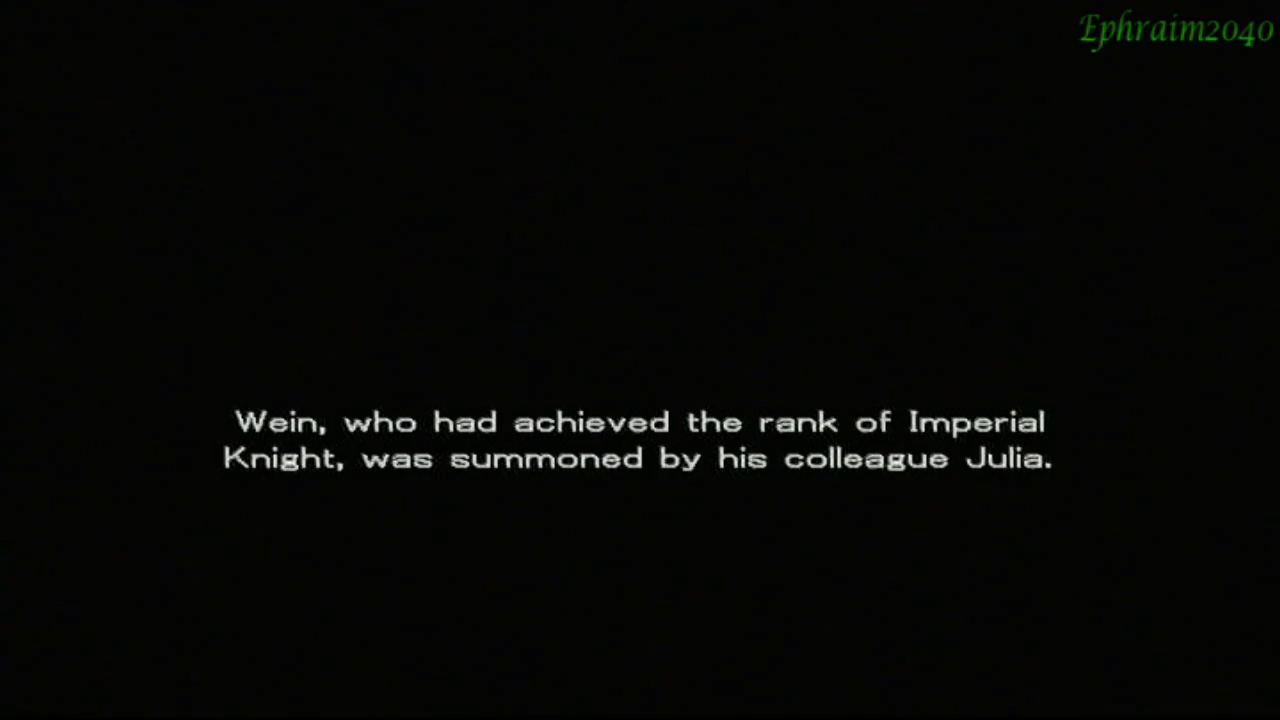 Ephraim2040
Wein, who had achieved the rank of Imperial
Knight, was summoned by his colleague Julia.